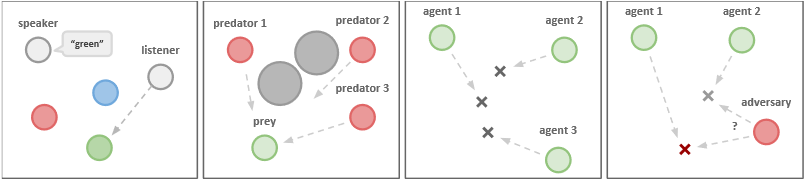 speaker
"green"
listener
predator 1
predator 2
predator 3
prey
agent 1
agent 2
agent 3
agent 1
agent 2
adversary
?